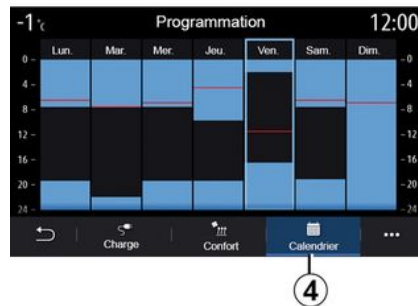 -1°c Programmation 12:00
Lun. Mar. Mer. Jeu. Ven. Sam. Dim.
0 0
4 4
8 8
12 12
16 16
20 20
24 24
Charge Confort Calendrier
4